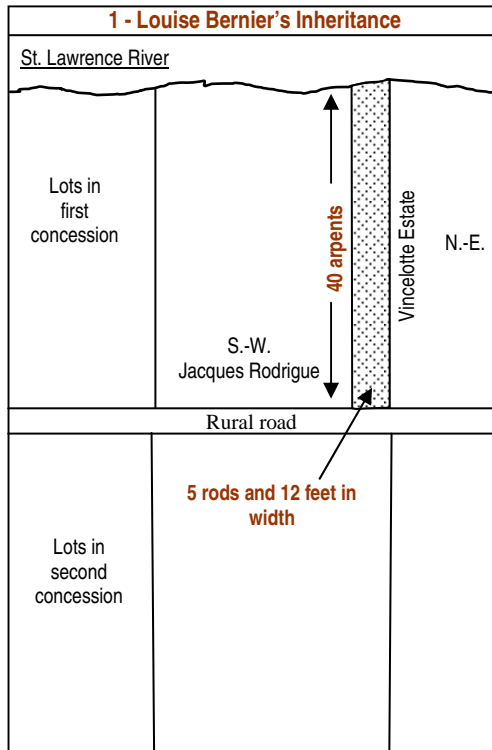 1 - Louise Bernier's Inheritance
St. Lawrence River
Lots in
first
concession
40 arpents
Vincelotte Estate
N.-E.
S.-W.
Jacques Rodrigue
Rural road
5 rods and 12 feet in
width
Lots in
second
concession